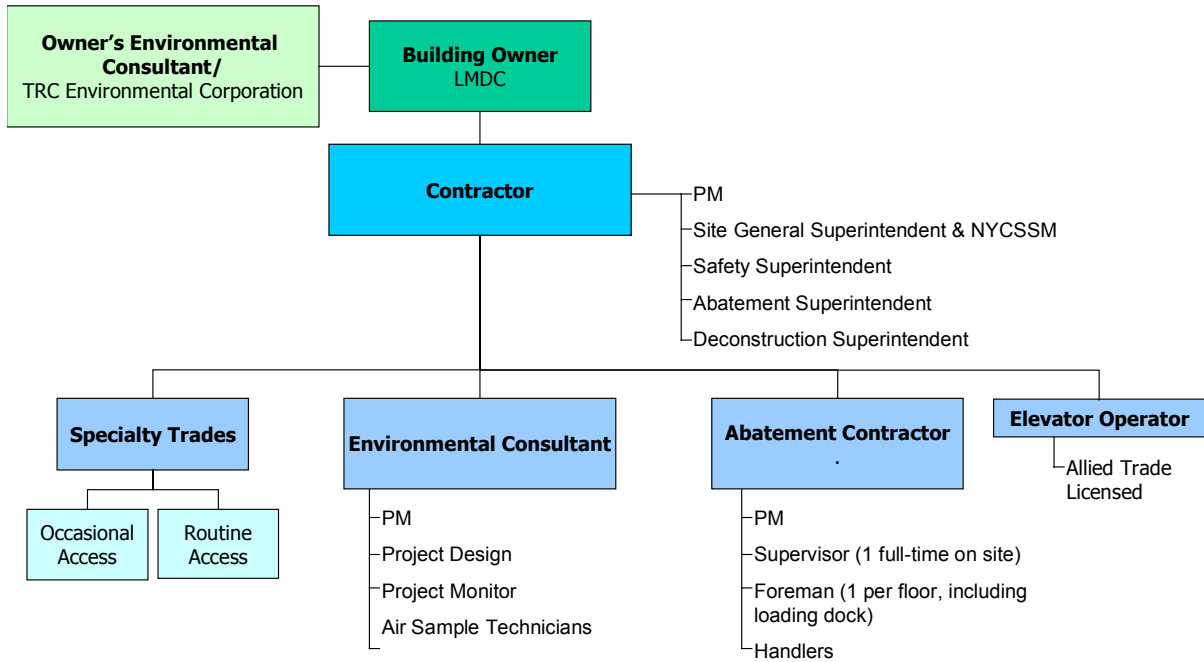 Owner’s Environmental
Consultant/
TRC Environmental Corporation
Building Owner
LMDC
Contractor
PM
Site General Superintendent & NYCSSM
Safety Superintendent
Abatement Superintendent
Deconstruction Superintendent
Specialty Trades
Occasional
Access
Routine
Access
Environmental Consultant
PM
Project Design
Project Monitor
Air Sample Technicians
Abatement Contractor
.
PM
Supervisor (1 full-time on site)
Foreman (1 per floor, including
loading dock)
Handlers
Elevator Operator
Allied Trade
Licensed